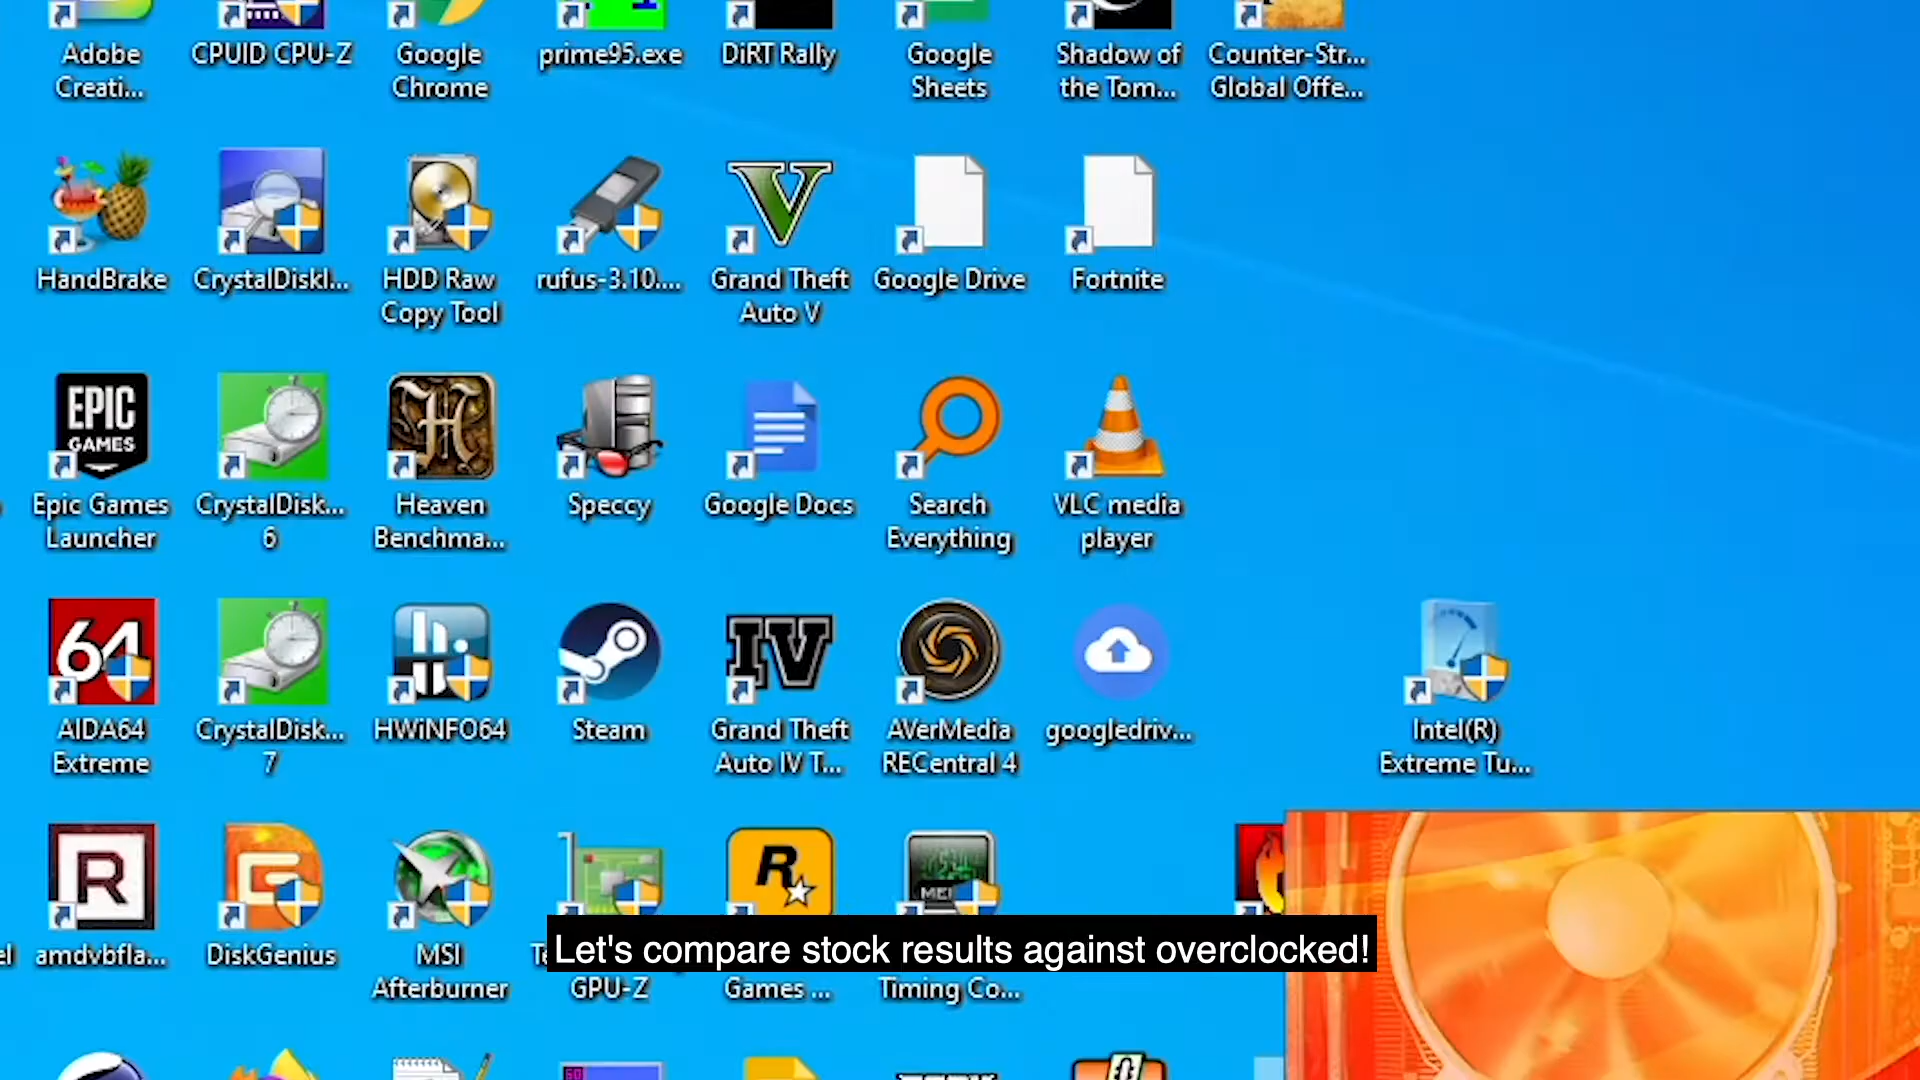 Adobe
Creati...
CPUID CPU-Z
Google
Chrome
prime95.exe
DiRT Rally
Google
Sheets
Shadow of
the Tom...
Counter-Str...
Global Offe...
HandBrake
CrystalDiskI...
HDD Raw
Copy Tool
rufus-3.10....
Grand Theft
Auto V
Google Drive
Fortnite
EPIC
GAMES
Epic Games
Launcher
CrystalDisk...
6
Heaven
Benchma...
Speccy
Google Docs
Search
Everything
VLC media
player
64
AIDA64
Extreme
CrystalDisk...
7
HWiNFO64
Steam
IV
Grand Theft
Auto IV T...
AVerMedia
RECentral 4
googledriv...
Intel(R)
Extreme Tu...
R
amdvbfla...
DiskGenius
MSI
Afterburner
GPU-Z
R
Games ...
Timing Co...
Let's compare stock results against overclocked!